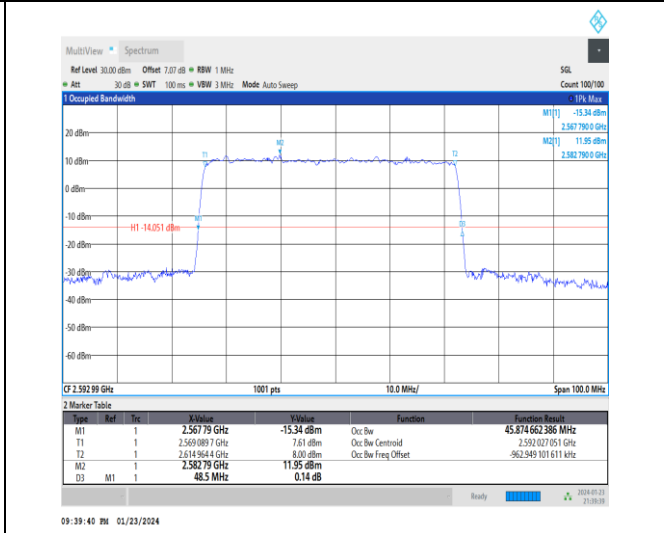 MultiView Spectrum
Ref Level 30.00 dBm Offset 7.07 dB RBW 1 MHz SGL
Att 30 dB SWT 100 ms VBW 3 MHz Mode Auto Sweep Count 100/100
1 Occupied Bandwidth 1Pk Max
M1[1] -15.34 dBm
2.567 790 0 GHz
M2[1] 11.95 dBm
2.582 790 0 GHz
20 dBm
M2
T1 T2
10 dBm
0 dBm
-10 dBm
M1 D3
H1 -14.051 dBm
-20 dBm
-30 dBm
-40 dBm
-50 dBm
-60 dBm
CF 2.592 99 GHz 1001 pts 10.0 MHz/ Span 100.0 MHz
2 Marker Table
Type Ref Trc X-Value Y-Value Function Function Result
M1 1 2.567 79 GHz -15.34 dBm Occ Bw 45.874 662 386 MHz
T1 1 2.569 089 7 GHz 7.61 dBm Occ Bw Centroid 2.592 027 051 GHz
T2 1 2.614 964 4 GHz 8.00 dBm Occ Bw Freq Offset -962.949 101 611 kHz
M2 1 2.582 79 GHz 11.95 dBm
D3 M1 1 48.5 MHz 0.14 dB
Ready 2024-01-23
21:39:39
09:39:40 PM 01/23/2024